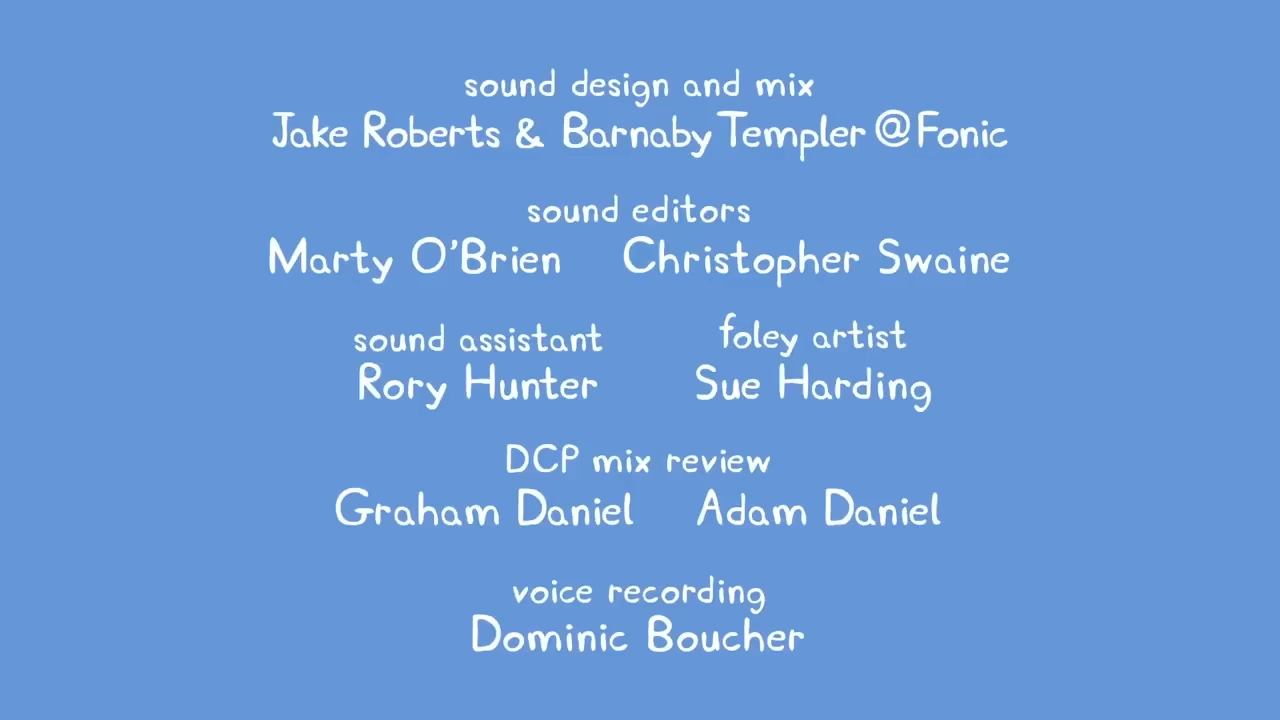 sound design and mix
Jake Roberts & Barnaby Templer @Fonic
sound editors
Marty O'Brien Christopher Swaine
sound assistant foley artist
Rory Hunter Sue Harding
DCP mix review
Graham Daniel Adam Daniel
voice recording
Dominic Boucher